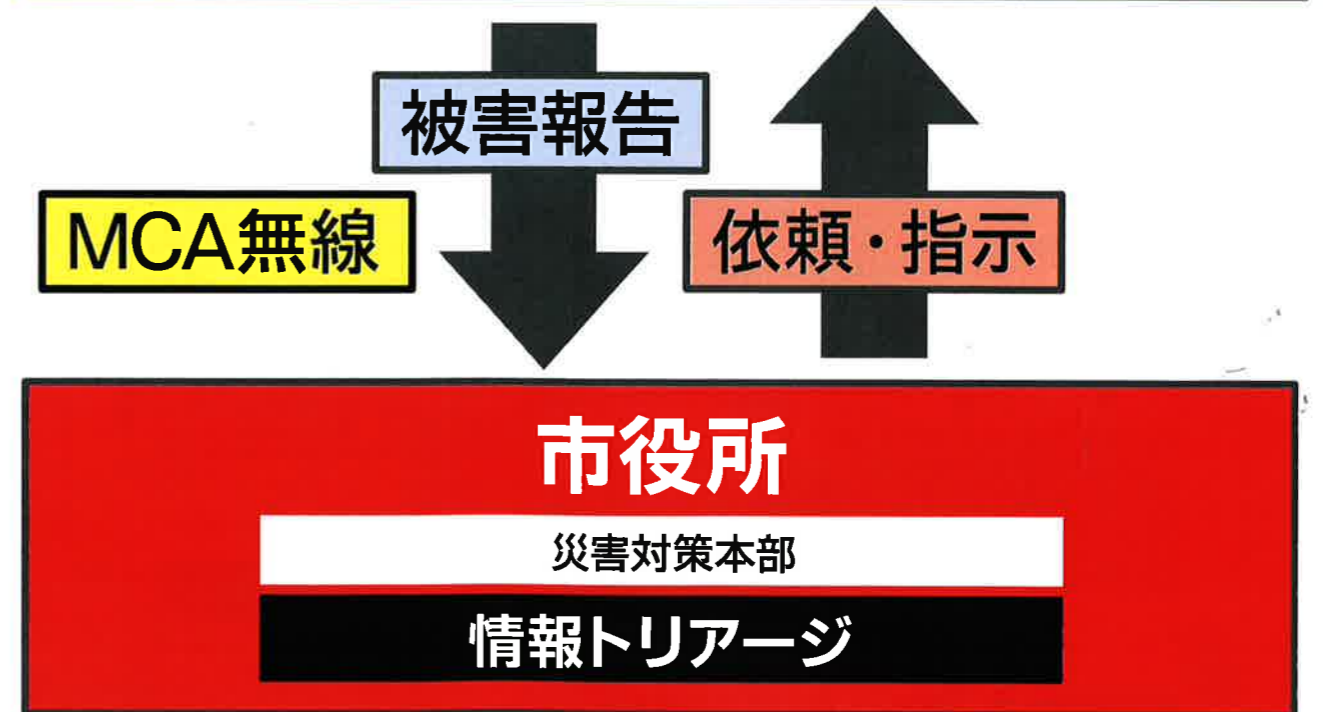 被害報告
MCA無線
依頼・指示
市役所
災害対策本部
情報トリアージ